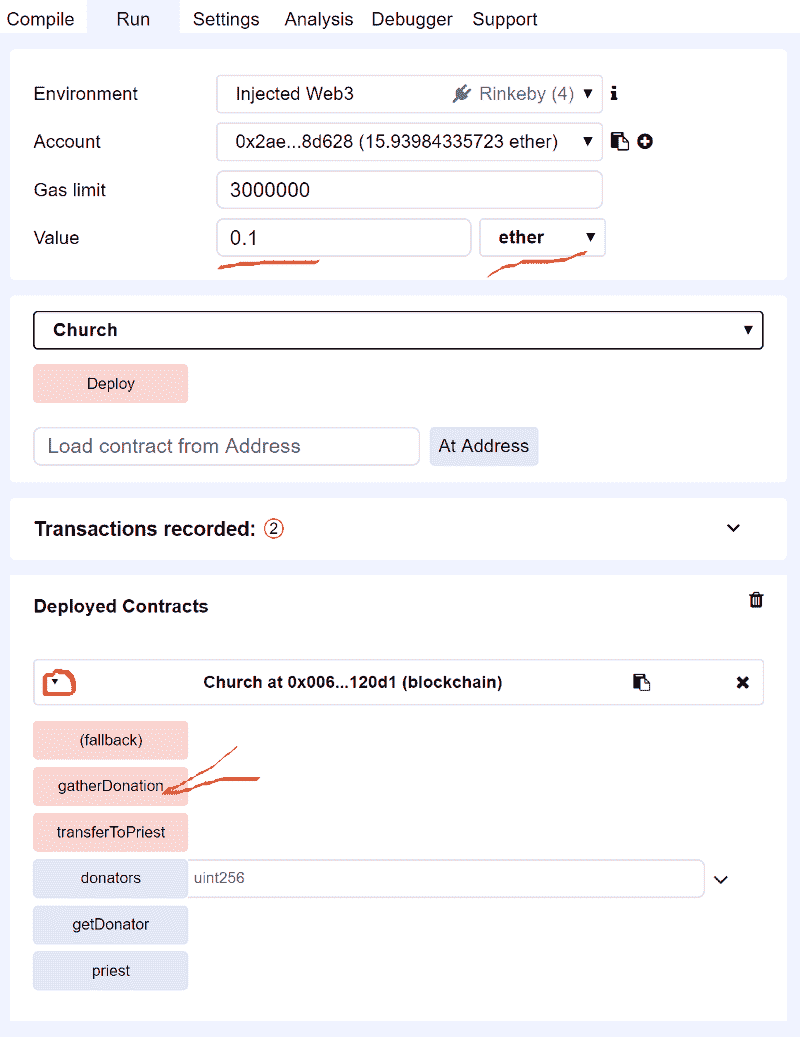 Compile Run Settings Analysis Debugger Support
Environment Injected Web3 Rinkeby (4) ▼ i
Account 0x2ae...8d628 (15.93984335723 ether) ▼
Gas limit 3000000
Value 0.1 ether ▼
Church ▼
Deploy
Load contract from Address At Address
Transactions recorded: 2
Deployed Contracts
Church at 0x006...120d1 (blockchain)
(fallback)
gatherDonation
transferToPriest
donators uint256
getDonator
priest